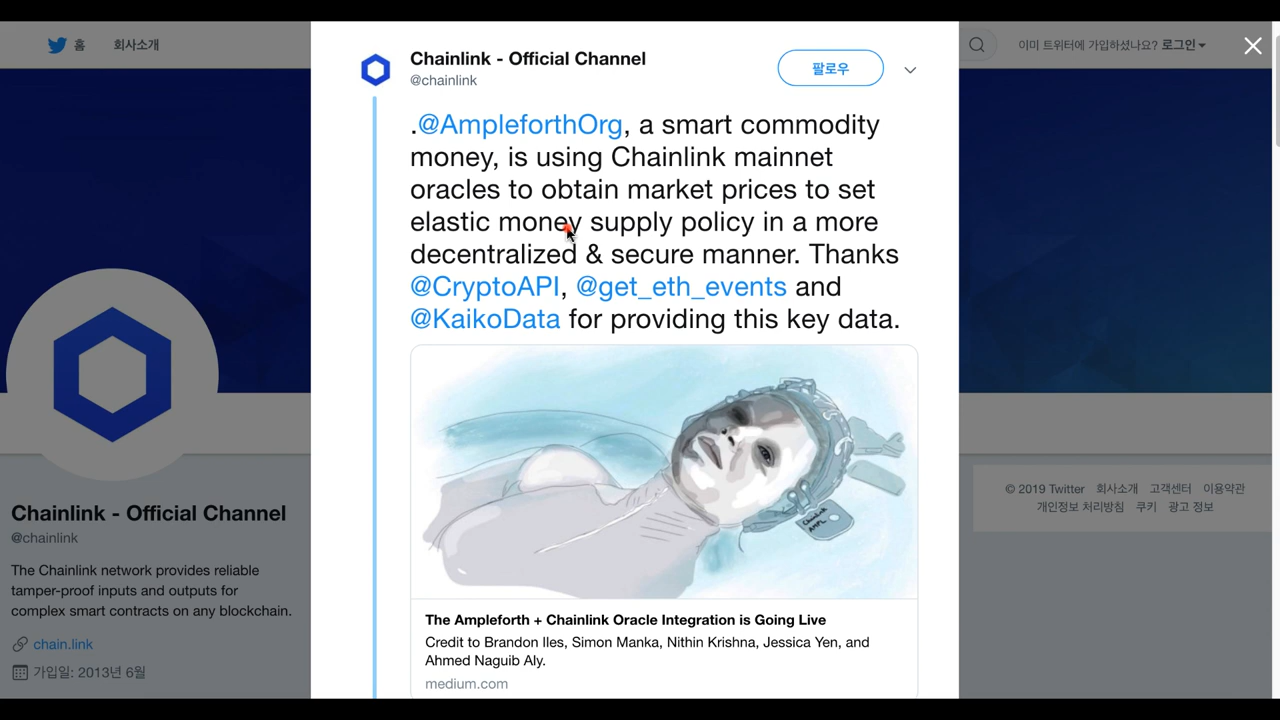 홈 회사소개
이미 트위터에 가입하셨나요? 로그인
Chainlink - Official Channel
@chainlink
팔로우
.@AmpleforthOrg, a smart commodity
money, is using Chainlink mainnet
oracles to obtain market prices to set
elastic money supply policy in a more
decentralized & secure manner. Thanks
@CryptoAPI, @get_eth_events and
@KaikoData for providing this key data.
Chainlink
AMPL
The Ampleforth + Chainlink Oracle Integration is Going Live
Credit to Brandon Iles, Simon Manka, Nithin Krishna, Jessica Yen, and
Ahmed Naguib Aly.
medium.com
Chainlink - Official Channel
@chainlink
The Chainlink network provides reliable
tamper-proof inputs and outputs for
complex smart contracts on any blockchain.
chain.link
가입일: 2013년 6월
© 2019 Twitter 회사소개 고객센터 이용약관
개인정보 처리방침 쿠키 광고 정보